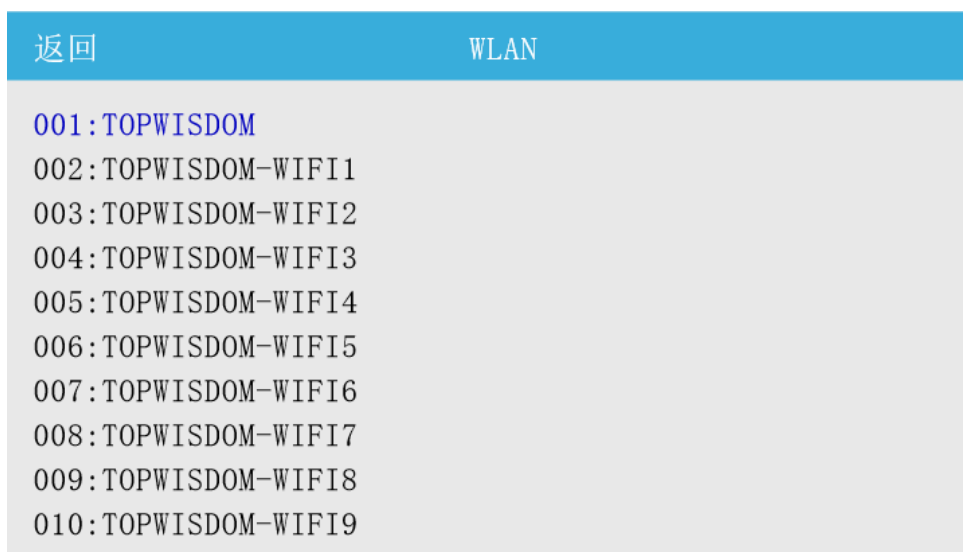 返回 WLAN
001:TOPWISDOM
002:TOPWISDOM-WIFI1
003:TOPWISDOM-WIFI2
004:TOPWISDOM-WIFI3
005:TOPWISDOM-WIFI4
006:TOPWISDOM-WIFI5
007:TOPWISDOM-WIFI6
008:TOPWISDOM-WIFI7
009:TOPWISDOM-WIFI8
010:TOPWISDOM-WIFI9